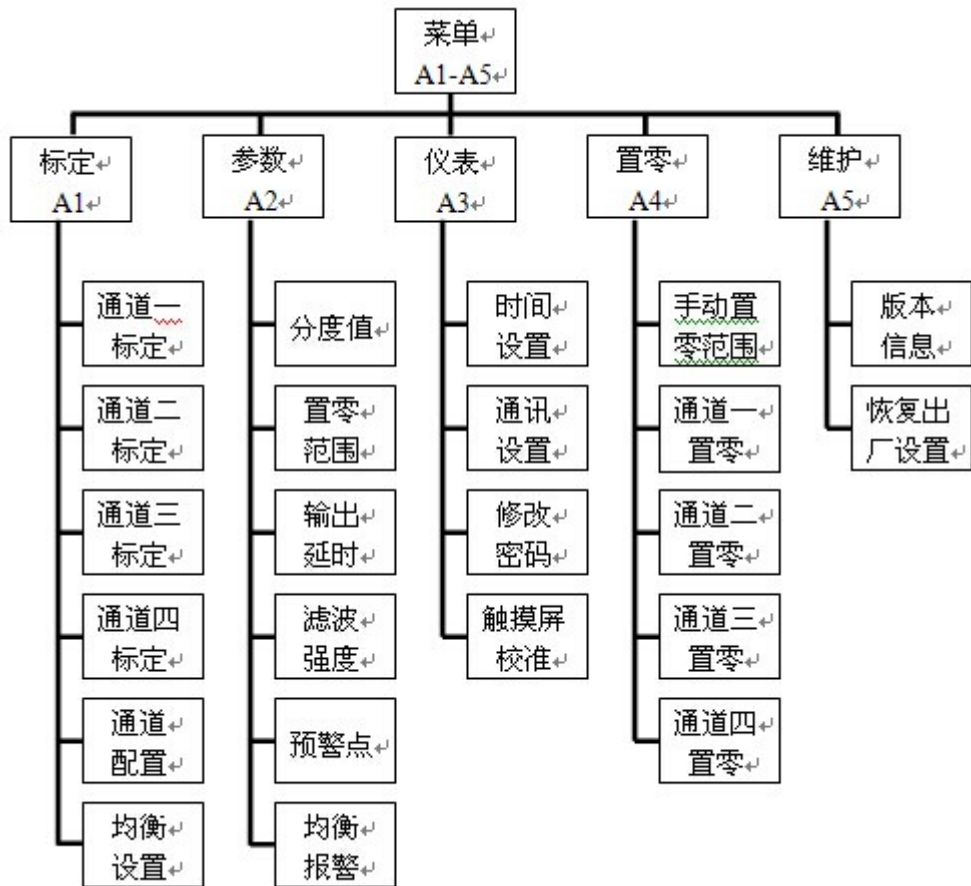 菜单
A1-A5
标定
A1
参数
A2
仪表
A3
置零
A4
维护
A5
通道一
标定
通道二
标定
通道三
标定
通道四
标定
通道
配置
均衡
设置
分度值
置零
范围
输出
延时
滤波
强度
预警点
均衡
报警
时间
设置
通讯
设置
修改
密码
触摸屏
校准
手动置
零范围
通道一
置零
通道二
置零
通道三
置零
通道四
置零
版本
信息
恢复出
厂设置